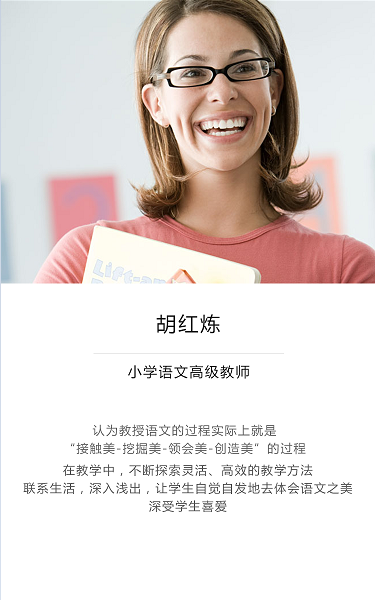 Lift-
胡红炼
小学语文高级教师
认为教授语文的过程实际上就是
“接触美-挖掘美-领会美-创造美”的过程
在教学中，不断探索灵活、高效的教学方法
联系生活，深入浅出，让学生自觉自发地去体会语文之美
深受学生喜爱